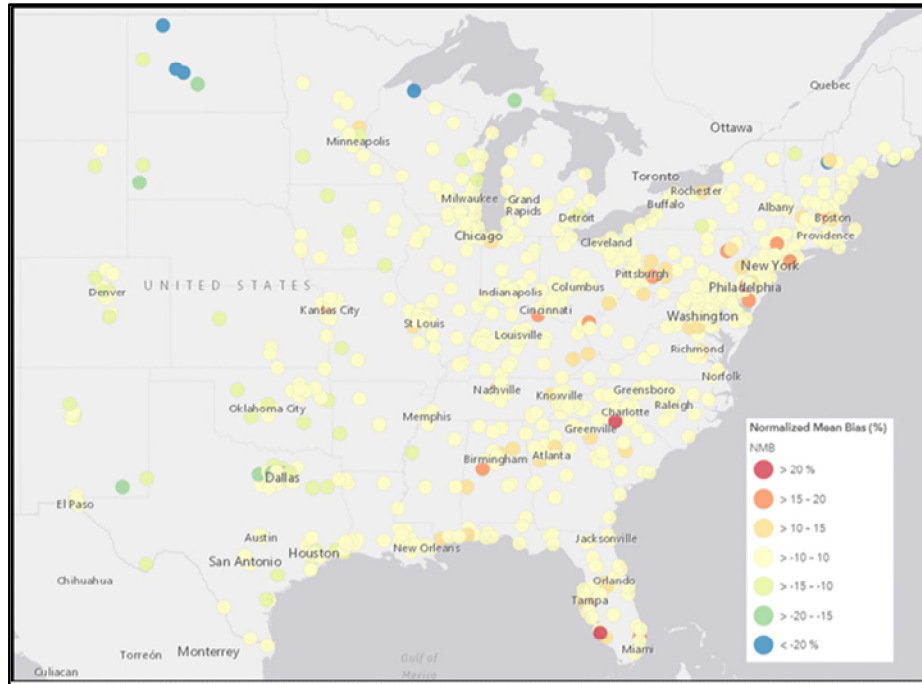 Quebec
Ottawa
Minneapolis
Toronto
Rochester
Buffalo
Albany
Boston
Milwaukee
Grand
Rapids
Detroit
Providence
Chicago
Cleveland
New York
Pittsburgh
Philadelphia
Denver
UNITED STATES
Indianapolis
Columbus
Kansas City
St Louis
Cincinnati
Washington
Louisville
Richmond
Norfolk
Nashville
Knoxville
Greensboro
Raleigh
Charlotte
Oklahoma City
Memphis
Greenville
Birmingham
Atlanta
Dallas
El Paso
Austin
Houston
New Orleans
Jacksonville
San Antonio
Chihuahua
Orlando
Tampa
Miami
Torreón
Monterrey
Gulf of
Mexico
Culiacan
Normalized Mean Bias (%)
NMB
> 20 %
> 15 - 20
> 10 - 15
> -10 - 10
> -15 - -10
> -20 - -15
< -20 %